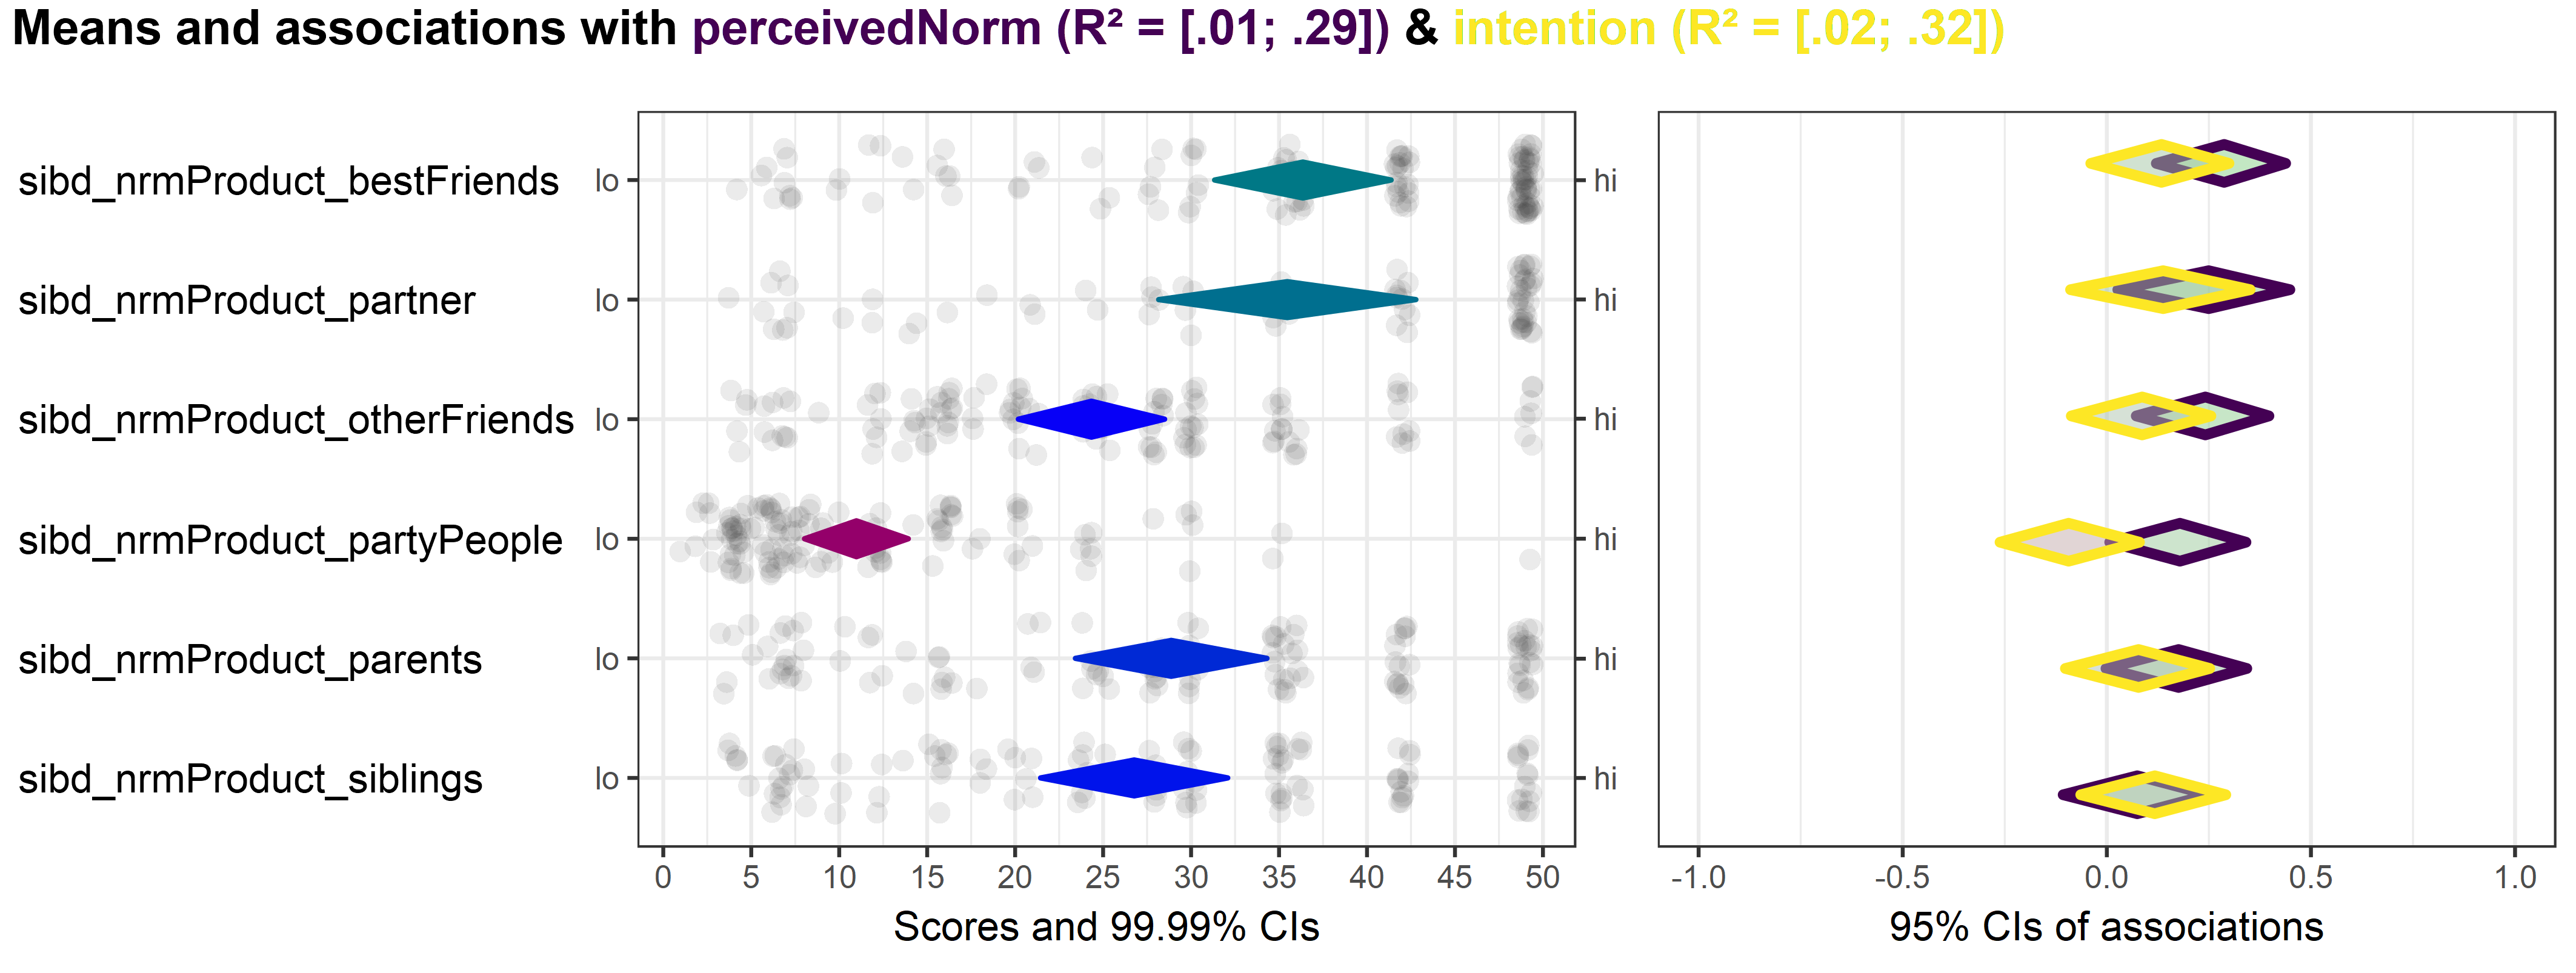 Means and associations with perceivedNorm (R² = [.01; .29]) & intention (R² = [.02; .32])
sibd_nrmProduct_bestFriends lo hi
sibd_nrmProduct_partner lo hi
sibd_nrmProduct_otherFriends lo hi
sibd_nrmProduct_partyPeople lo hi
sibd_nrmProduct_parents lo hi
sibd_nrmProduct_siblings lo hi
0 5 10 15 20 25 30 35 40 45 50 -1.0 -0.5 0.0 0.5 1.0
Scores and 99.99% CIs 95% CIs of associations